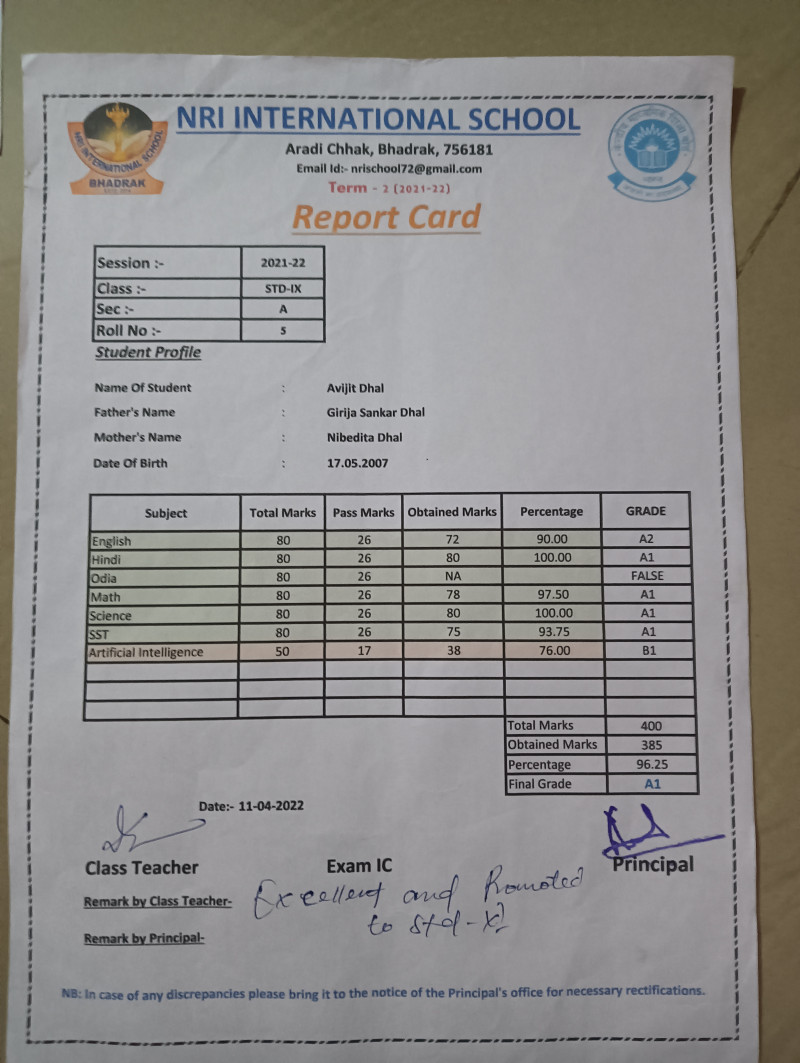 NRI INTERNATIONAL SCHOOL
NRI INTERNATIONAL SCHOOL
BHADRAK
Aradi Chhak, Bhadrak, 756181
Email Id:- nrischool72@gmail.com
Term - 2 (2021-22)
Report Card
Session :- 2021-22
Class :- STD-IX
Sec :- A
Roll No :- 5
Student Profile
Name Of Student : Avijit Dhal
Father's Name : Girija Sankar Dhal
Mother's Name : Nibedita Dhal
Date Of Birth : 17.05.2007
Subject Total Marks Pass Marks Obtained Marks Percentage GRADE
English 80 26 72 90.00 A2
Hindi 80 26 80 100.00 A1
Odia 80 26 NA FALSE
Math 80 26 78 97.50 A1
Science 80 26 80 100.00 A1
SST 80 26 75 93.75 A1
Artificial Intelligence 50 17 38 76.00 B1
Total Marks 400
Obtained Marks 385
Percentage 96.25
Final Grade A1
Date:- 11-04-2022
Class Teacher Exam IC Principal
Remark by Class Teacher- Excellent and Promoted
to Std-X
Remark by Principal-
NB: In case of any discrepancies please bring it to the notice of the Principal's office for necessary rectifications.